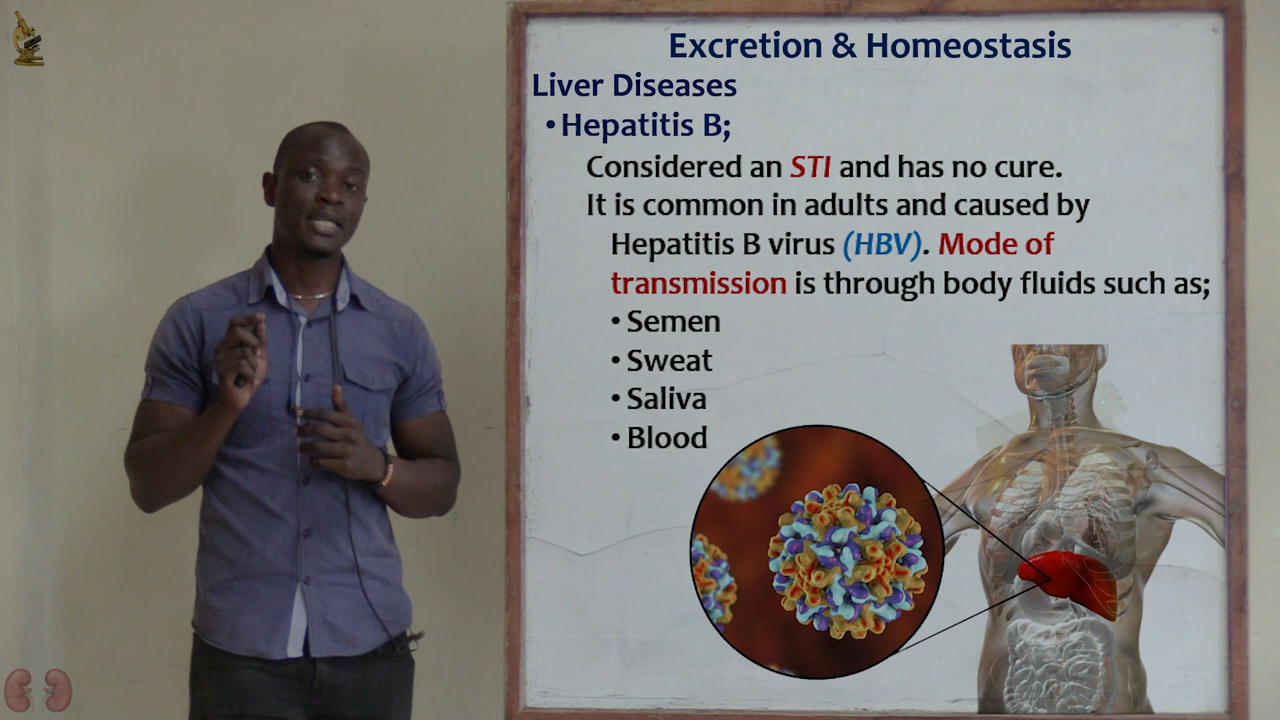 Excretion & Homeostasis
Liver Diseases
• Hepatitis B;
Considered an STI and has no cure.
It is common in adults and caused by
Hepatitis B virus (HBV). Mode of
transmission is through body fluids such as;
• Semen
• Sweat
• Saliva
• Blood